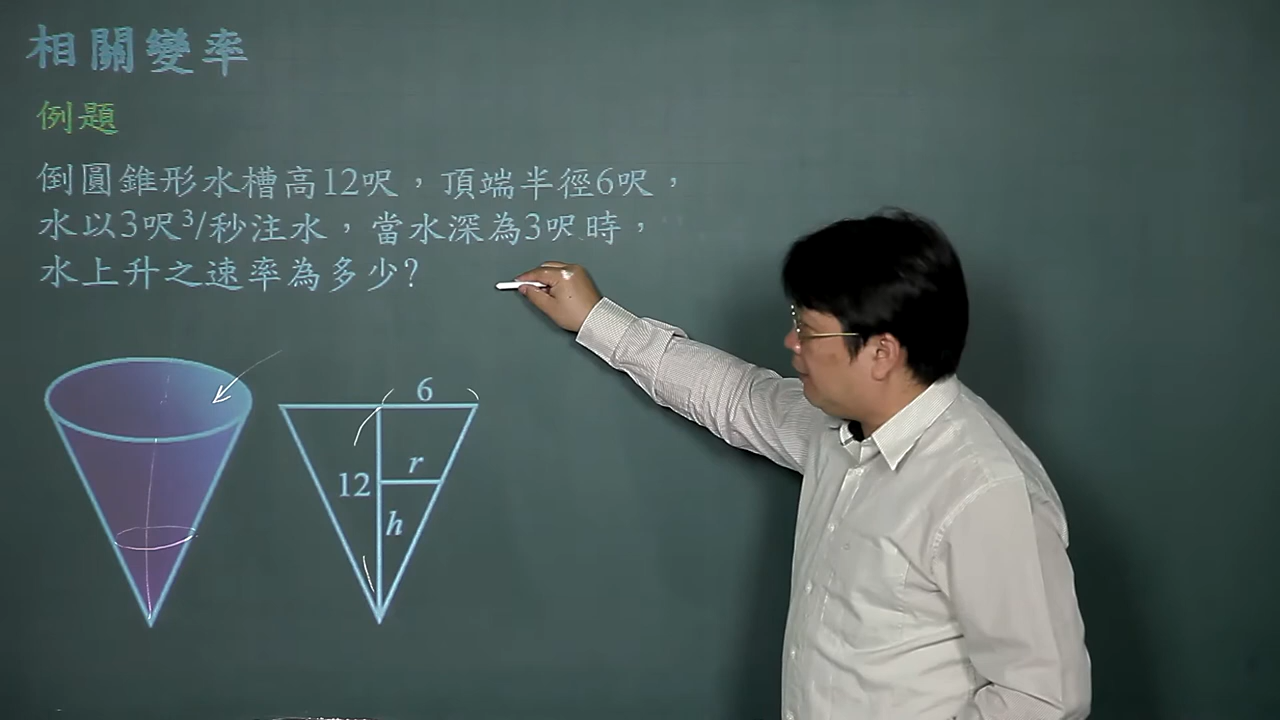 相關變率
例題
倒圓錐形水槽高12呎，頂端半徑6呎，
水以3呎³/秒注水，當水深為3呎時，
水上升之速率為多少?
6
r
12
h